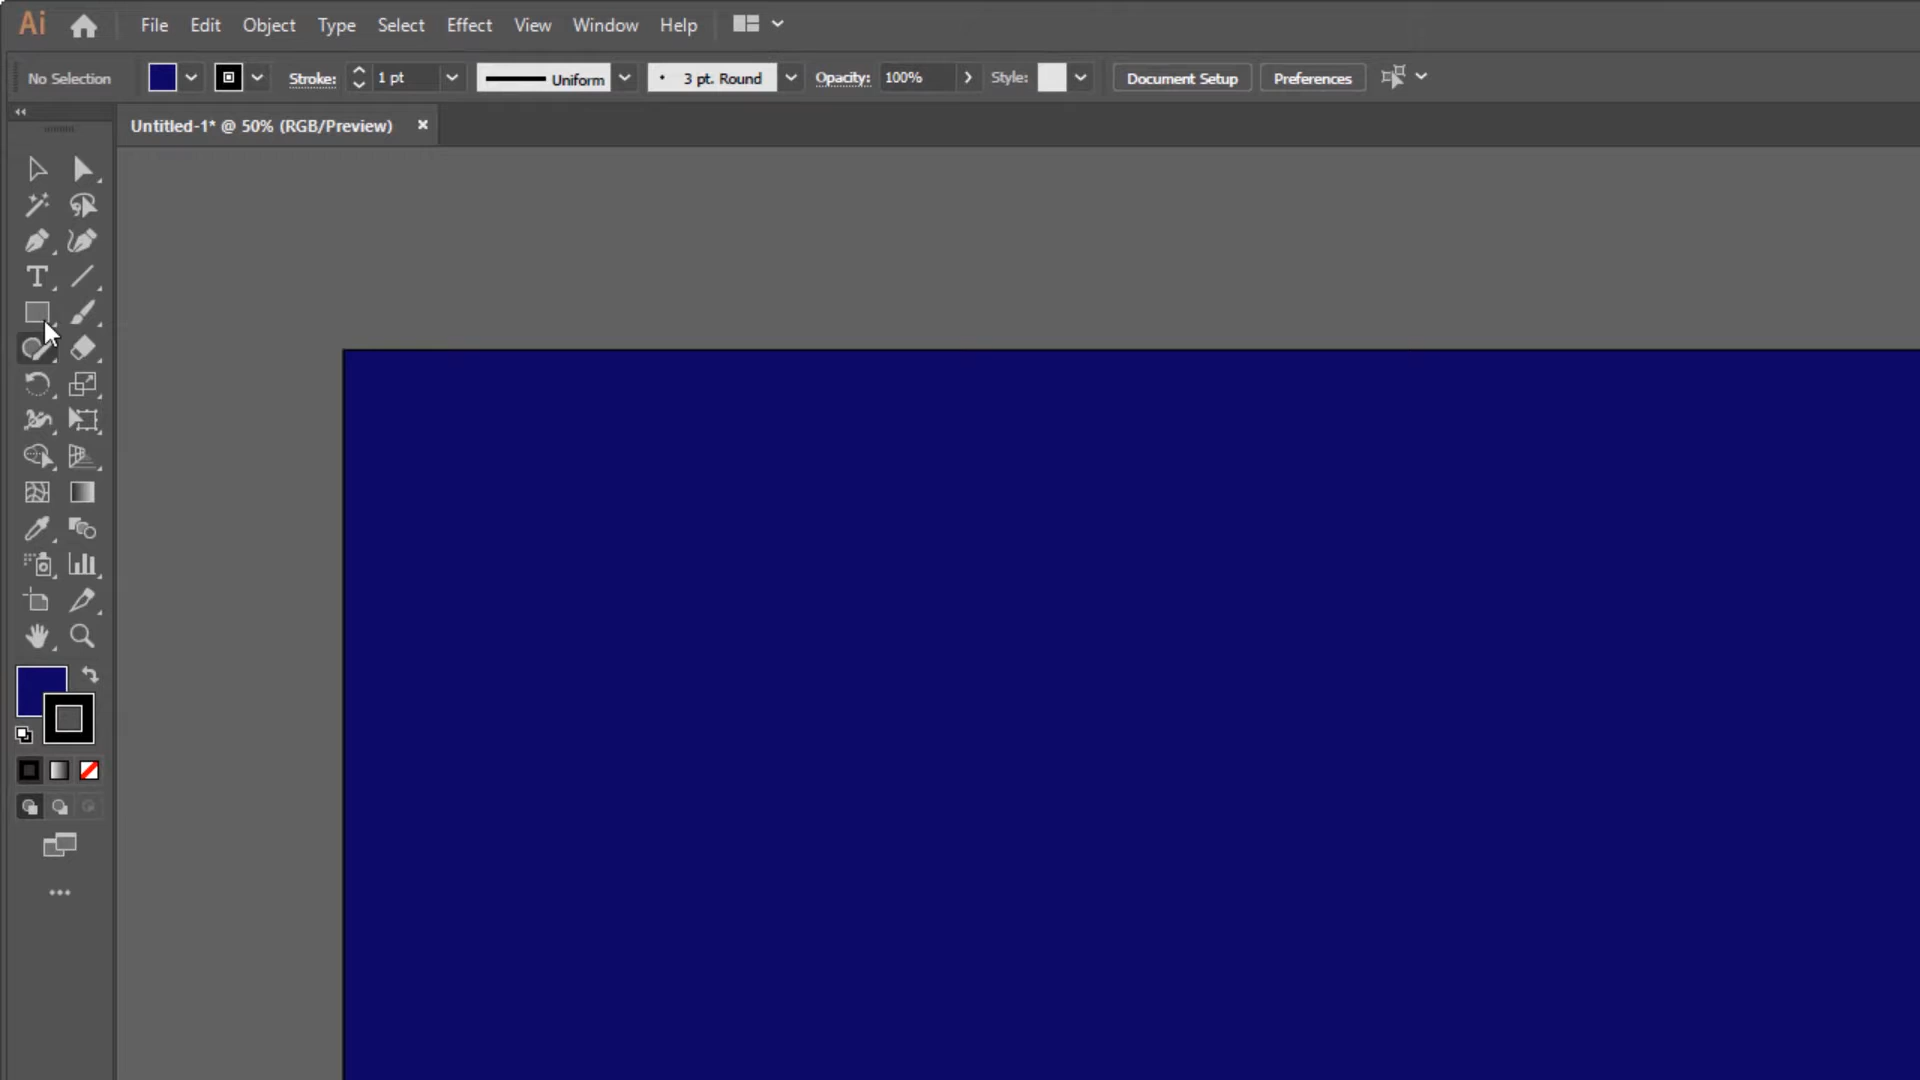 Ai File Edit Object Type Select Effect View Window Help
No Selection Stroke: 1 pt Uniform 3 pt. Round Opacity: 100% Style: Document Setup Preferences
Untitled-1* @ 50% (RGB/Preview)